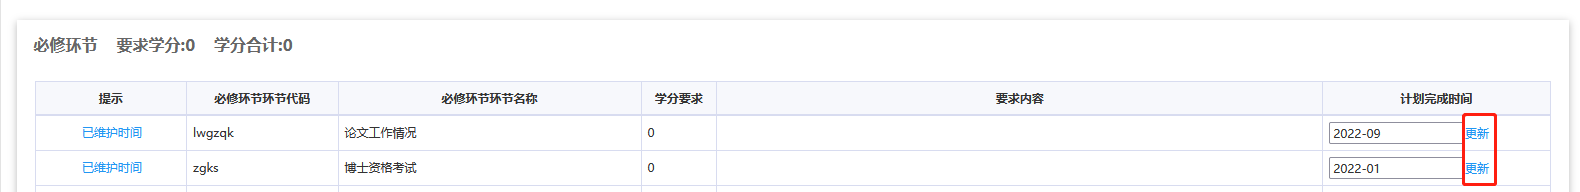 必修环节 要求学分:0 学分合计:0
提示 必修环节环节代码 必修环节环节名称 学分要求 要求内容 计划完成时间
已维护时间 lwgzqk 论文工作情况 0 2022-09 更新
已维护时间 zgks 博士资格考试 0 2022-01 更新